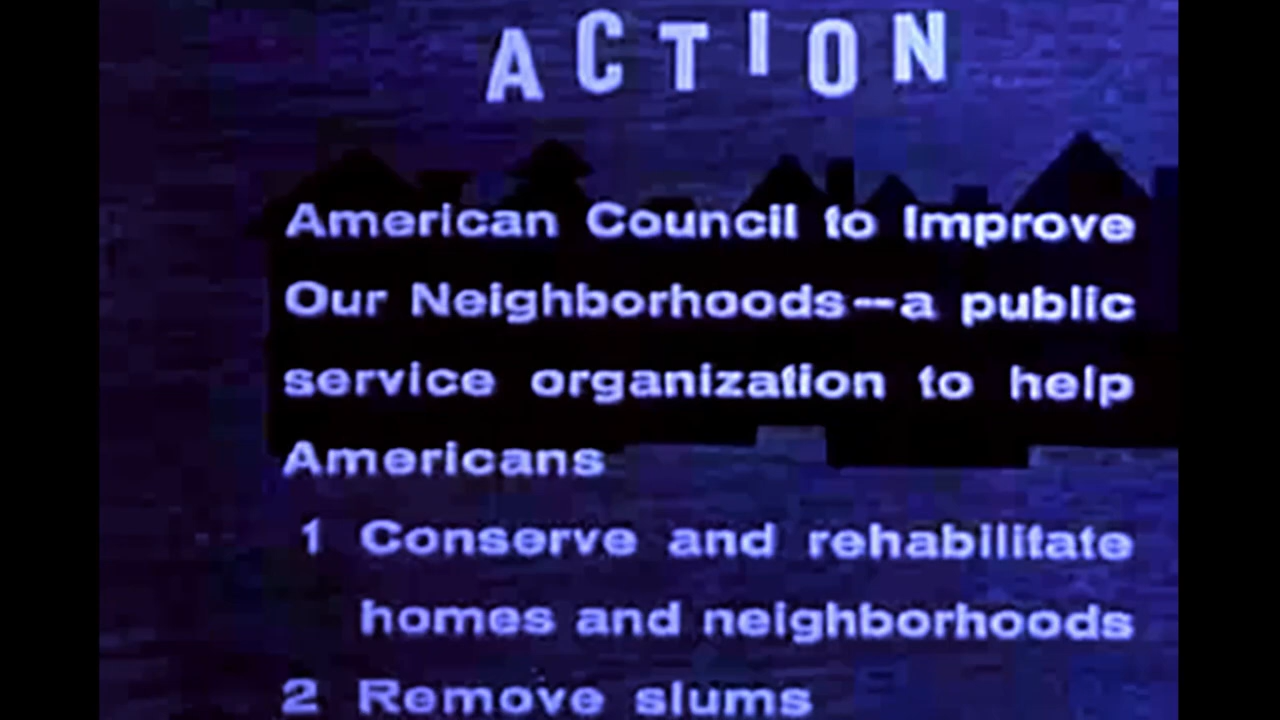 ACTION
American Council to Improve
Our Neighborhoods--a public
service organization to help
Americans
1 Conserve and rehabilitate
homes and neighborhoods
2 Remove slums